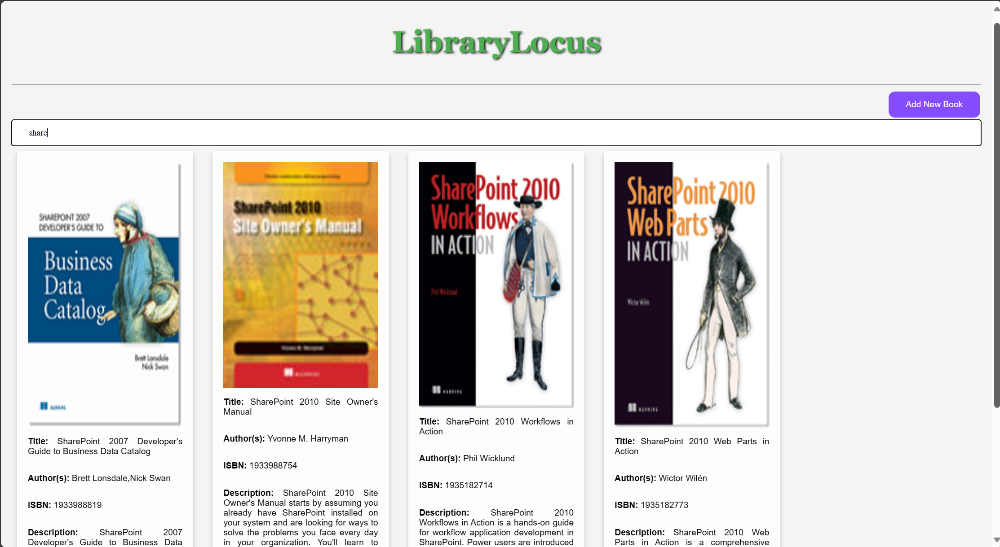 LibraryLocus
Add New Book
share
SHAREPOINT 2007
DEVELOPER'S GUIDE TO
Business
Data
Catalog
Brett Lonsdale
Nick Swan
MANNING
Title: SharePoint 2007 Developer's
Guide to Business Data Catalog
Author(s): Brett Lonsdale,Nick Swan
ISBN: 1933988819
Description: SharePoint 2007
Developer's Guide to Business Data
SharePoint 2010
Site Owner's Manual
MANNING
Title: SharePoint 2010 Site Owner's
Manual
Author(s): Yvonne M. Harryman
ISBN: 1933988754
Description: SharePoint 2010 Site
Owner's Manual starts by assuming you
already have SharePoint installed on
your system and are looking for ways to
solve the problems you face every day
in your organization. You'll learn to
SharePoint 2010
Workflows
IN ACTION
Phil Wicklund
MANNING
Title: SharePoint 2010 Workflows in
Action
Author(s): Phil Wicklund
ISBN: 1935182714
Description: SharePoint 2010
Workflows in Action is a hands-on guide
for workflow application development in
SharePoint. Power users are introduced
SharePoint 2010
Web Parts
IN ACTION
Wictor Wilén
MANNING
Title: SharePoint 2010 Web Parts in
Action
Author(s): Wictor Wilén
ISBN: 1935182773
Description: SharePoint 2010 Web
Parts in Action is a comprehensive